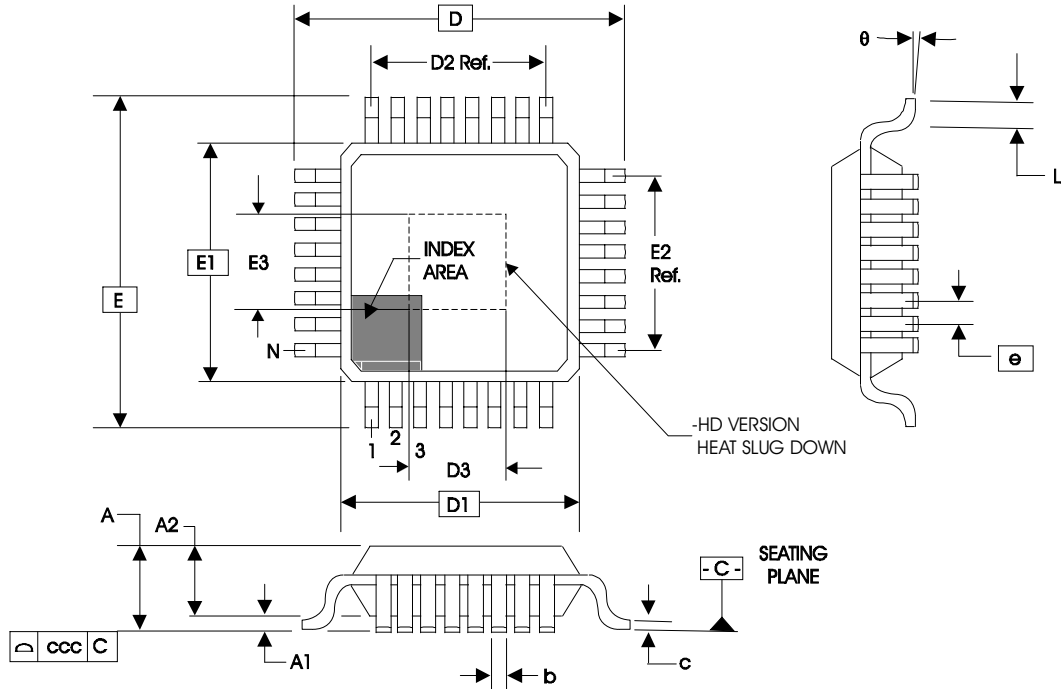 D
D2 Ref.
θ
L
E
E1
E3
INDEX
AREA
E2
Ref.
N
e
1 2 3
-HD VERSION
HEAT SLUG DOWN
D3
D1
A
A2
-C-
SEATING
PLANE
ccc C
A1
b
c